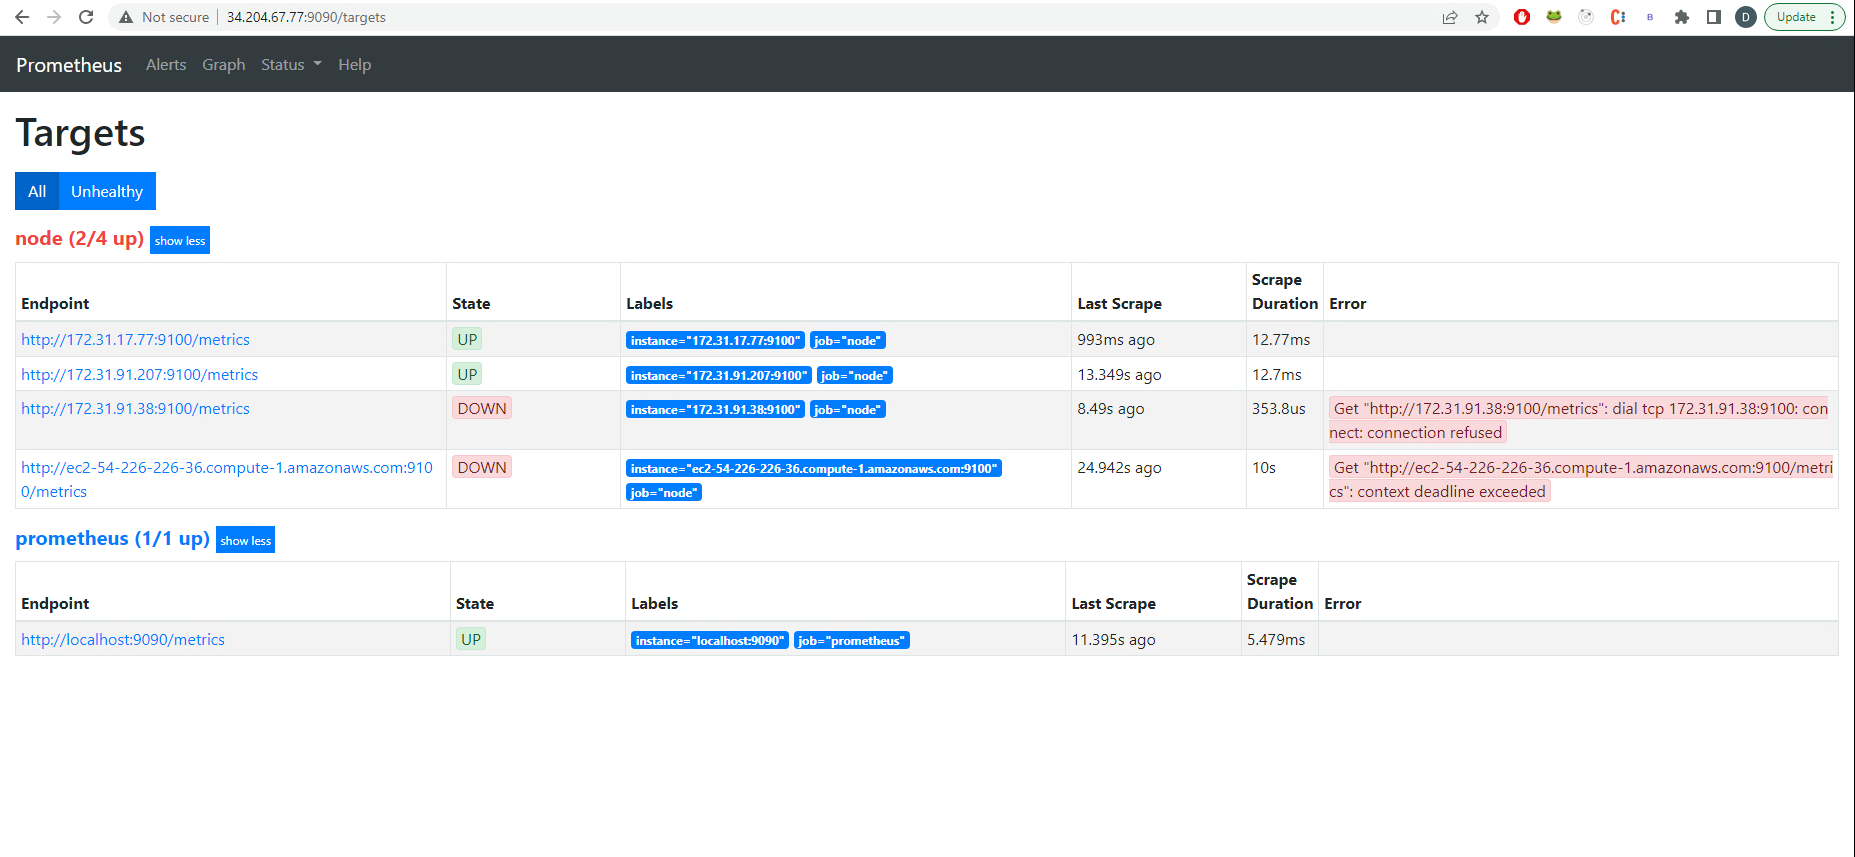 Not secure 34.204.67.77:9090/targets
D
Update
Prometheus Alerts Graph Status Help
Targets
All Unhealthy
node (2/4 up) show less
Endpoint State Labels Last Scrape Scrape Duration Error
http://172.31.17.77:9100/metrics UP instance="172.31.17.77:9100" job="node" 993ms ago 12.77ms
http://172.31.91.207:9100/metrics UP instance="172.31.91.207:9100" job="node" 13.349s ago 12.7ms
http://172.31.91.38:9100/metrics DOWN instance="172.31.91.38:9100" job="node" 8.49s ago 353.8us Get "http://172.31.91.38:9100/metrics": dial tcp 172.31.91.38:9100: con
nect: connection refused
http://ec2-54-226-226-36.compute-1.amazonaws.com:910 DOWN instance="ec2-54-226-226-36.compute-1.amazonaws.com:9100" 24.942s ago 10s Get "http://ec2-54-226-226-36.compute-1.amazonaws.com:9100/metri
0/metrics job="node" cs": context deadline exceeded
prometheus (1/1 up) show less
Endpoint State Labels Last Scrape Scrape Duration Error
http://localhost:9090/metrics UP instance="localhost:9090" job="prometheus" 11.395s ago 5.479ms